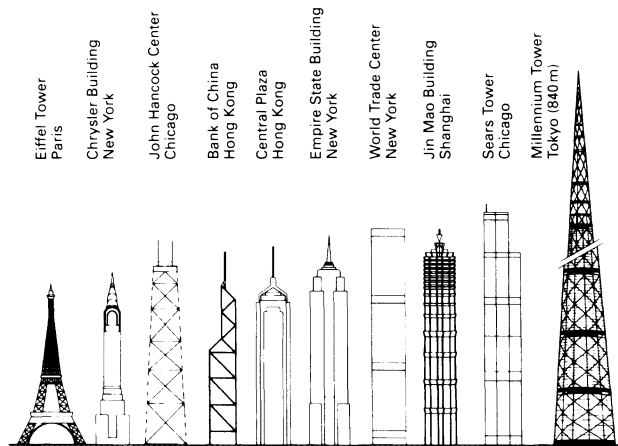 Eiffel Tower
Paris
Chrysler Building
New York
John Hancock Center
Chicago
Bank of China
Hong Kong
Central Plaza
Hong Kong
Empire State Building
New York
World Trade Center
New York
Jin Mao Building
Shanghai
Sears Tower
Chicago
Millennium Tower
Tokyo (840 m)